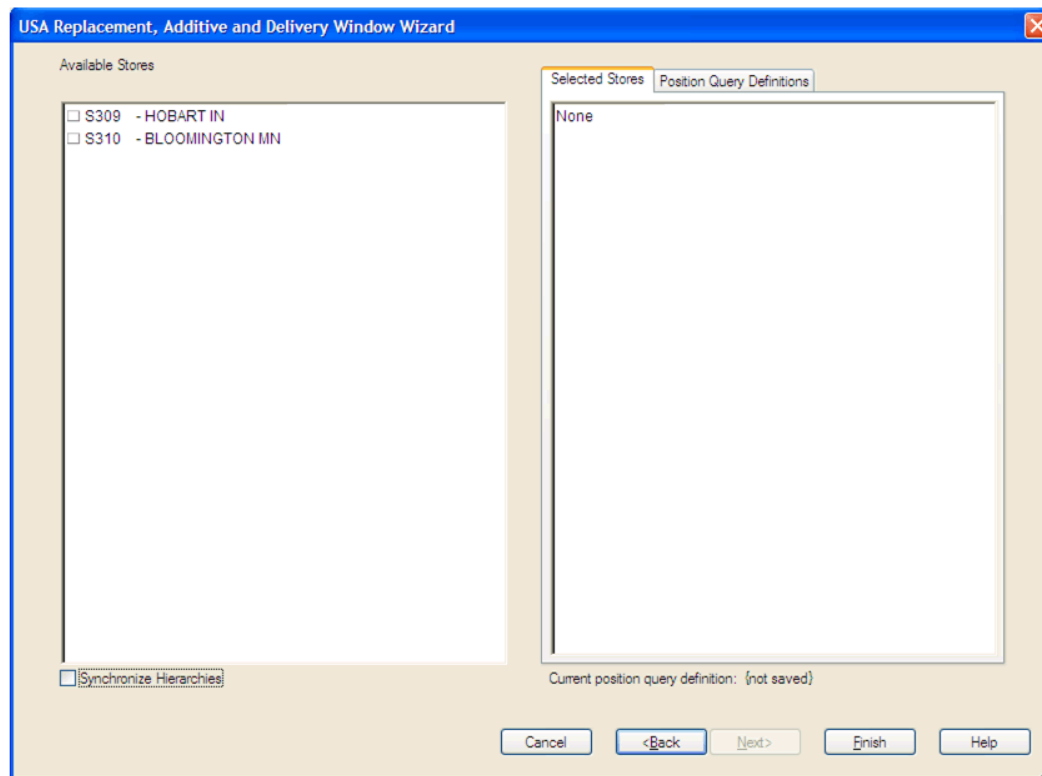 USA Replacement, Additive and Delivery Window Wizard
Available Stores
S309 - HOBART IN
S310 - BLOOMINGTON MN
Synchronize Hierarchies
Selected Stores Position Query Definitions
None
Current position query definition: {not saved}
Cancel <Back Next> Finish Help